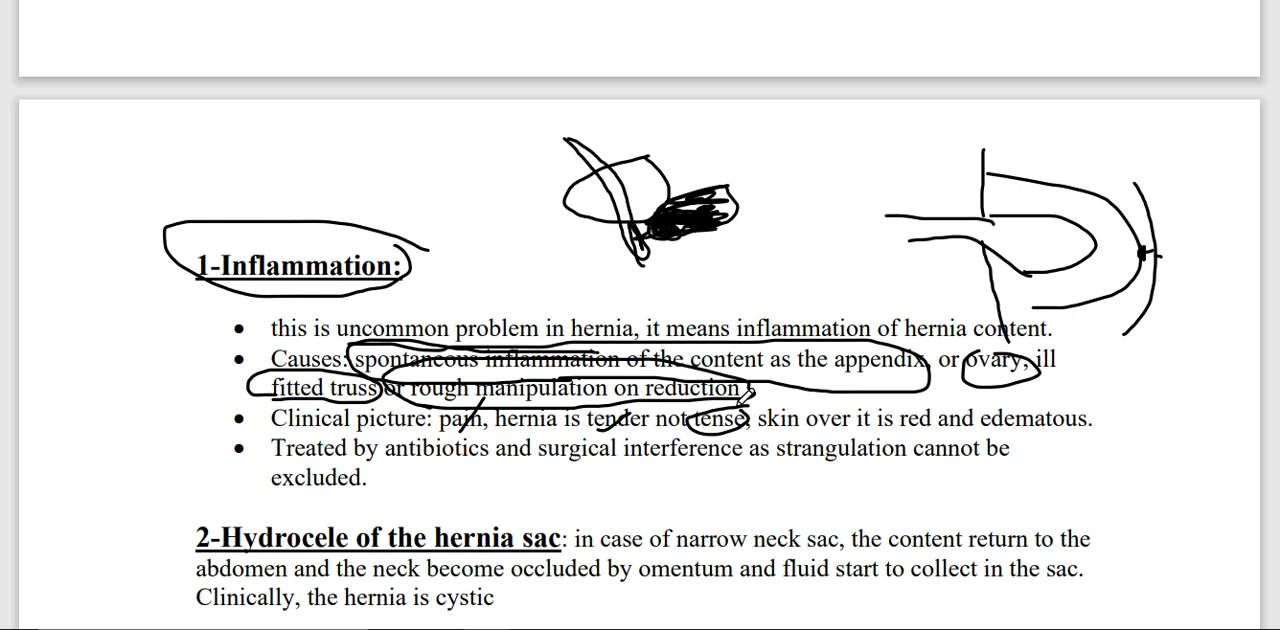 1-Inflammation:
• this is uncommon problem in hernia, it means inflammation of hernia content.
• Causes: spontaneous inflammation of the content as the appendix, or ovary, ill
fitted truss or rough manipulation on reduction.
• Clinical picture: pain, hernia is tender not tense, skin over it is red and edematous.
• Treated by antibiotics and surgical interference as strangulation cannot be
excluded.
2-Hydrocele of the hernia sac: in case of narrow neck sac, the content return to the
abdomen and the neck become occluded by omentum and fluid start to collect in the sac.
Clinically, the hernia is cystic